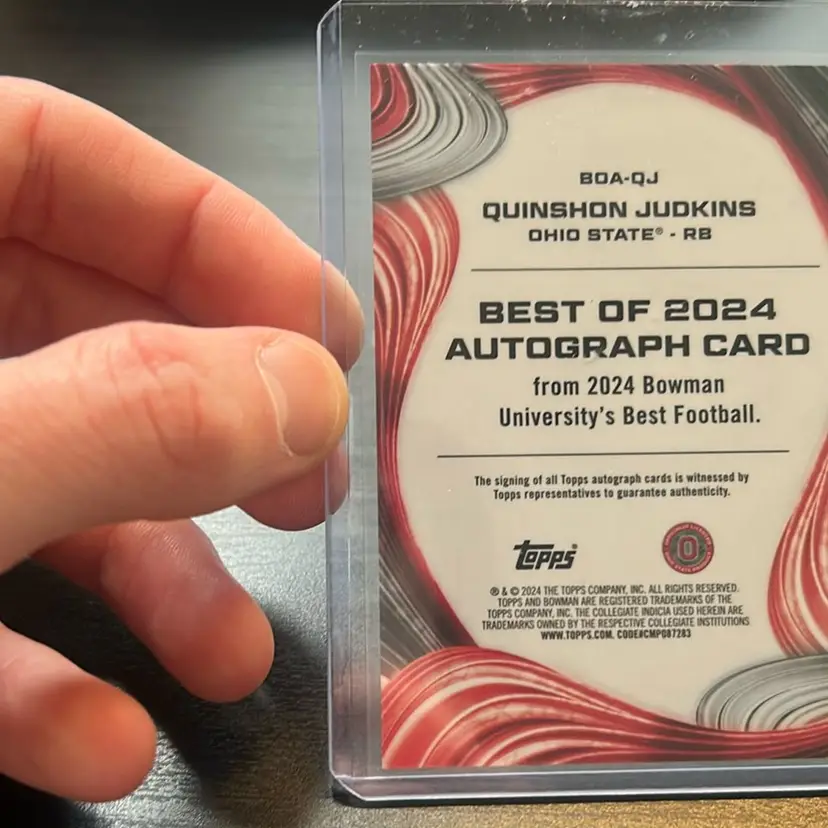 BOA-QJ
QUINSHON JUDKINS
OHIO STATE® - RB
BEST OF 2024
AUTOGRAPH CARD
from 2024 Bowman
University's Best Football.
The signing of all Topps autograph cards is witnessed by
Topps representatives to guarantee authenticity.
topps®
® & © 2024 THE TOPPS COMPANY, INC. ALL RIGHTS RESERVED.
TOPPS AND BOWMAN ARE REGISTERED TRADEMARKS OF THE
TOPPS COMPANY, INC. THE COLLEGIATE INDICIA USED HEREIN ARE
TRADEMARKS OWNED BY THE RESPECTIVE COLLEGIATE INSTITUTIONS
WWW.TOPPS.COM. CODE#CMP087283